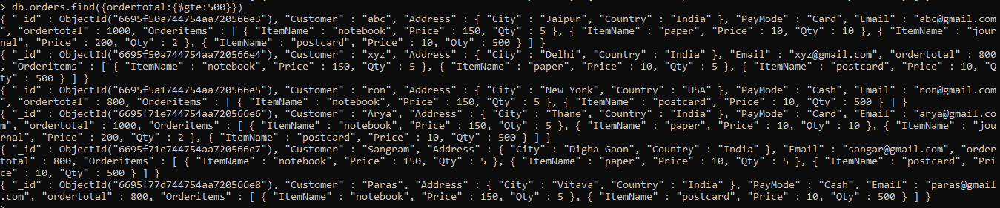 > db.orders.find({ordertotal:{$gte:500}})
{ "_id" : ObjectId("6695f50a744754aa720566e3"), "Customer" : "abc", "Address" : { "City" : "Jaipur", "Country" : "India" }, "PayMode" : "Card", "Email" : "abc@gmail.com
", "ordertotal" : 1000, "Orderitems" : [ { "ItemName" : "notebook", "Price" : 150, "Qty" : 5 }, { "ItemName" : "paper", "Price" : 10, "Qty" : 10 }, { "ItemName" : "jou
rnal", "Price" : 200, "Qty" : 2 }, { "ItemName" : "postcard", "Price" : 10, "Qty" : 500 } ] }
{ "_id" : ObjectId("6695f50a744754aa720566e4"), "Customer" : "xyz", "Address" : { "City" : "Delhi", "Country" : "India" }, "Email" : "xyz@gmail.com", "ordertotal" : 800,
"Orderitems" : [ { "ItemName" : "notebook", "Price" : 150, "Qty" : 5 }, { "ItemName" : "paper", "Price" : 10, "Qty" : 5 }, { "ItemName" : "postcard", "Price" : 10, "Q
ty" : 500 } ] }
{ "_id" : ObjectId("6695f5a1744754aa720566e5"), "Customer" : "ron", "Address" : { "City" : "New York", "Country" : "USA" }, "PayMode" : "Cash", "Email" : "ron@gmail.com
", "ordertotal" : 800, "Orderitems" : [ { "ItemName" : "notebook", "Price" : 150, "Qty" : 5 }, { "ItemName" : "postcard", "Price" : 10, "Qty" : 500 } ] }
{ "_id" : ObjectId("6695f71e744754aa720566e6"), "Customer" : "Arya", "Address" : { "City" : "Thane", "Country" : "India" }, "PayMode" : "Card", "Email" : "arya@gmail.co
m", "ordertotal" : 1000, "Orderitems" : [ { "ItemName" : "notebook", "Price" : 150, "Qty" : 5 }, { "ItemName" : "paper", "Price" : 10, "Qty" : 10 }, { "ItemName" : "jou
rnal", "Price" : 200, "Qty" : 2 }, { "ItemName" : "postcard", "Price" : 10, "Qty" : 500 } ] }
{ "_id" : ObjectId("6695f71e744754aa720566e7"), "Customer" : "Sangram", "Address" : { "City" : "Digha Gaon", "Country" : "India" }, "Email" : "sangar@gmail.com", "order
total" : 800, "Orderitems" : [ { "ItemName" : "notebook", "Price" : 150, "Qty" : 5 }, { "ItemName" : "paper", "Price" : 10, "Qty" : 5 }, { "ItemName" : "postcard", "Pri
ce" : 10, "Qty" : 500 } ] }
{ "_id" : ObjectId("6695f77d744754aa720566e8"), "Customer" : "Paras", "Address" : { "City" : "Vitava", "Country" : "India" }, "PayMode" : "Cash", "Email" : "paras@gmail
.com", "ordertotal" : 800, "Orderitems" : [ { "ItemName" : "notebook", "Price" : 150, "Qty" : 5 }, { "ItemName" : "postcard", "Price" : 10, "Qty" : 500 } ] }